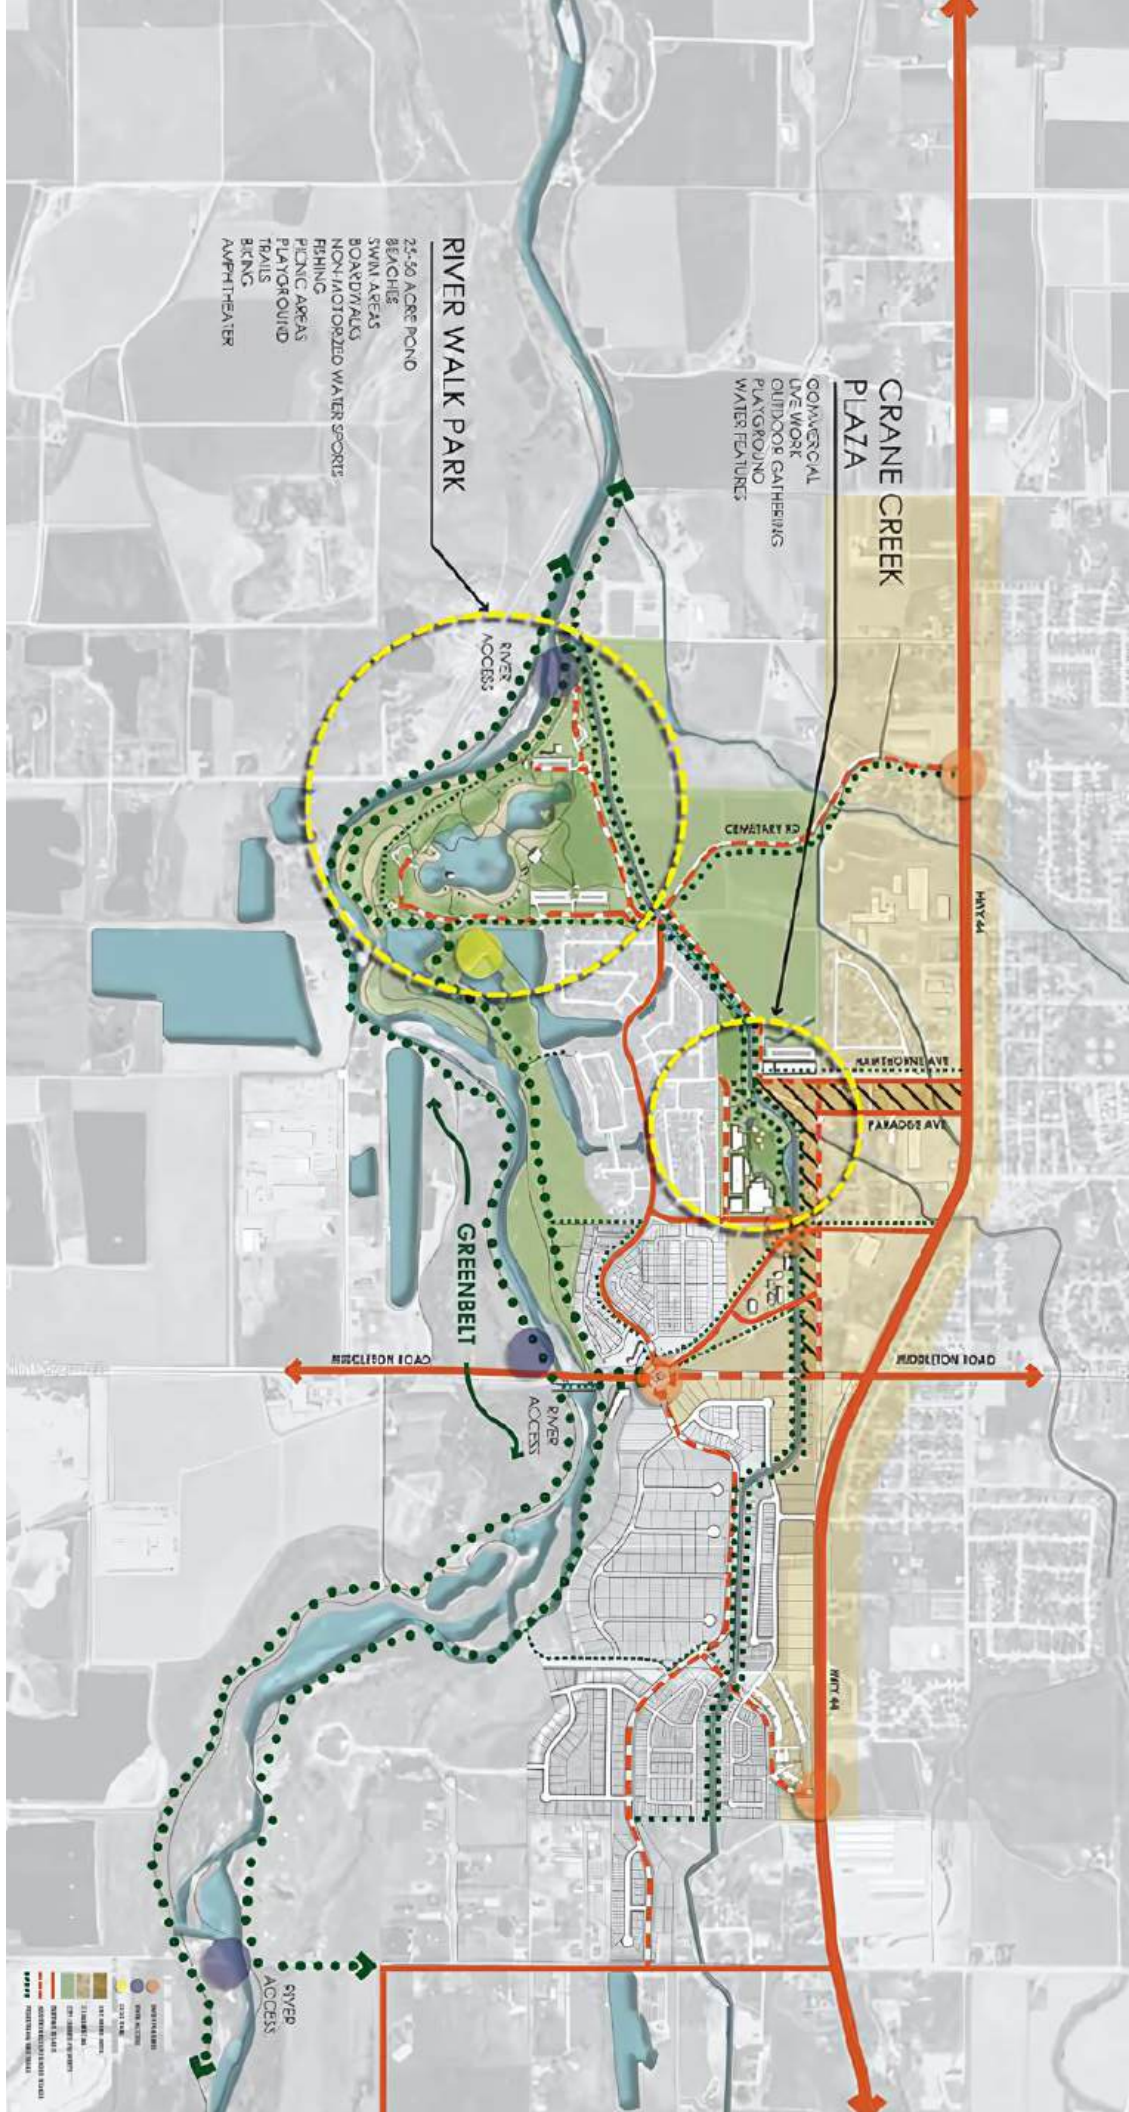 CRANE CREEK
PLAZA
COMMERCIAL
LIVE WORK
OUTDOOR GATHERING
PLAYGROUND
WATER FEATURES
RIVER WALK PARK
25-50 ACRE POND
BEACHES
SWIM AREAS
BOARDWALKS
NON-MOTORIZED WATER SPORTS
FISHING
PICNIC AREAS
PLAYGROUND
TRAILS
BIKING
AMPHITHEATER
RIVER
ACCESS
CEMETARY RD
HWY 44
HAWTHORNE AVE
PARADISE AVE
GREENBELT
MIDDLETON ROAD
MIDDLETON ROAD
RIVER
ACCESS
HWY 44
RIVER
ACCESS